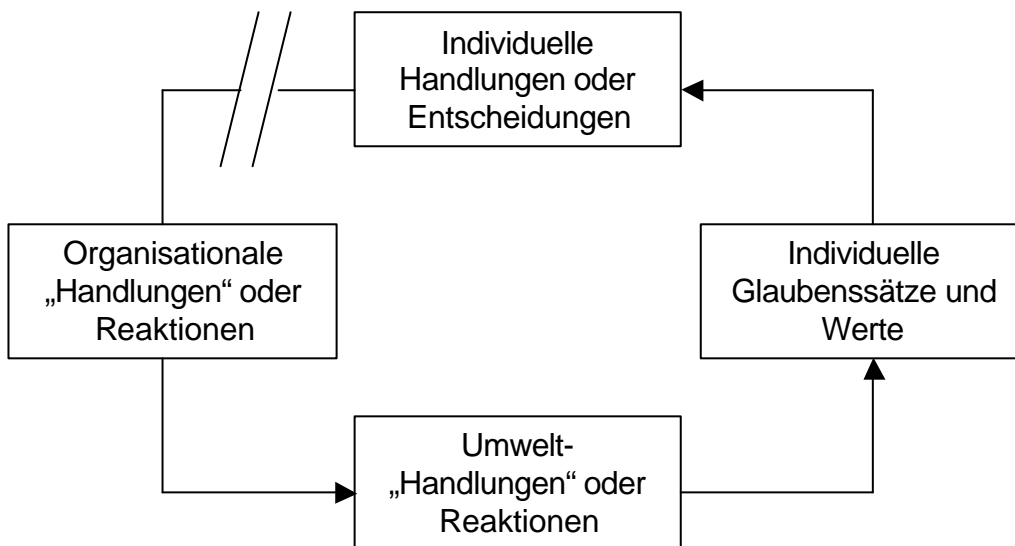 Individuelle
Handlungen oder
Entscheidungen
Organisationale
„Handlungen“ oder
Reaktionen
Individuelle
Glaubenssätze und
Werte
Umwelt-
„Handlungen“ oder
Reaktionen